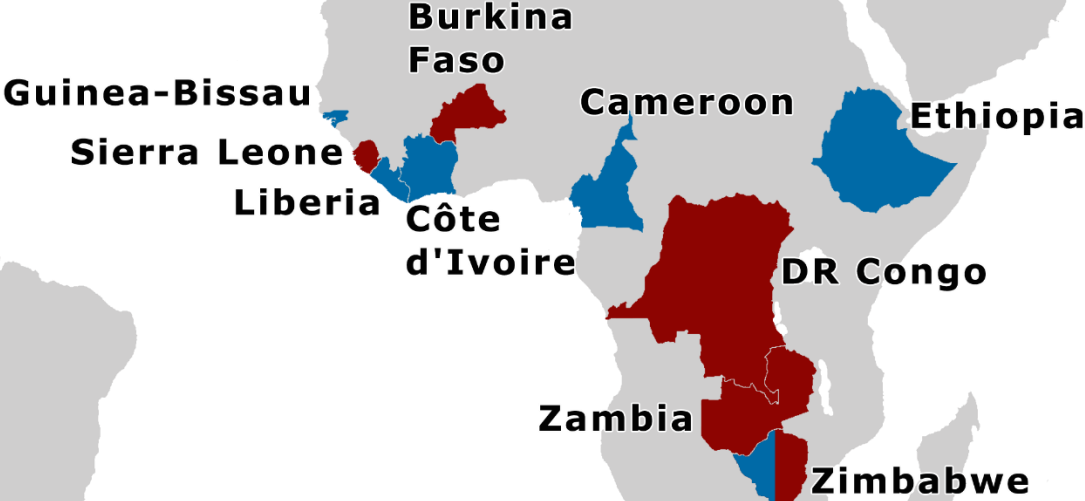 Burkina
Faso
Guinea-Bissau
Cameroon
Ethiopia
Sierra Leone
Liberia
Côte
d'Ivoire
DR Congo
Zambia
Zimbabwe